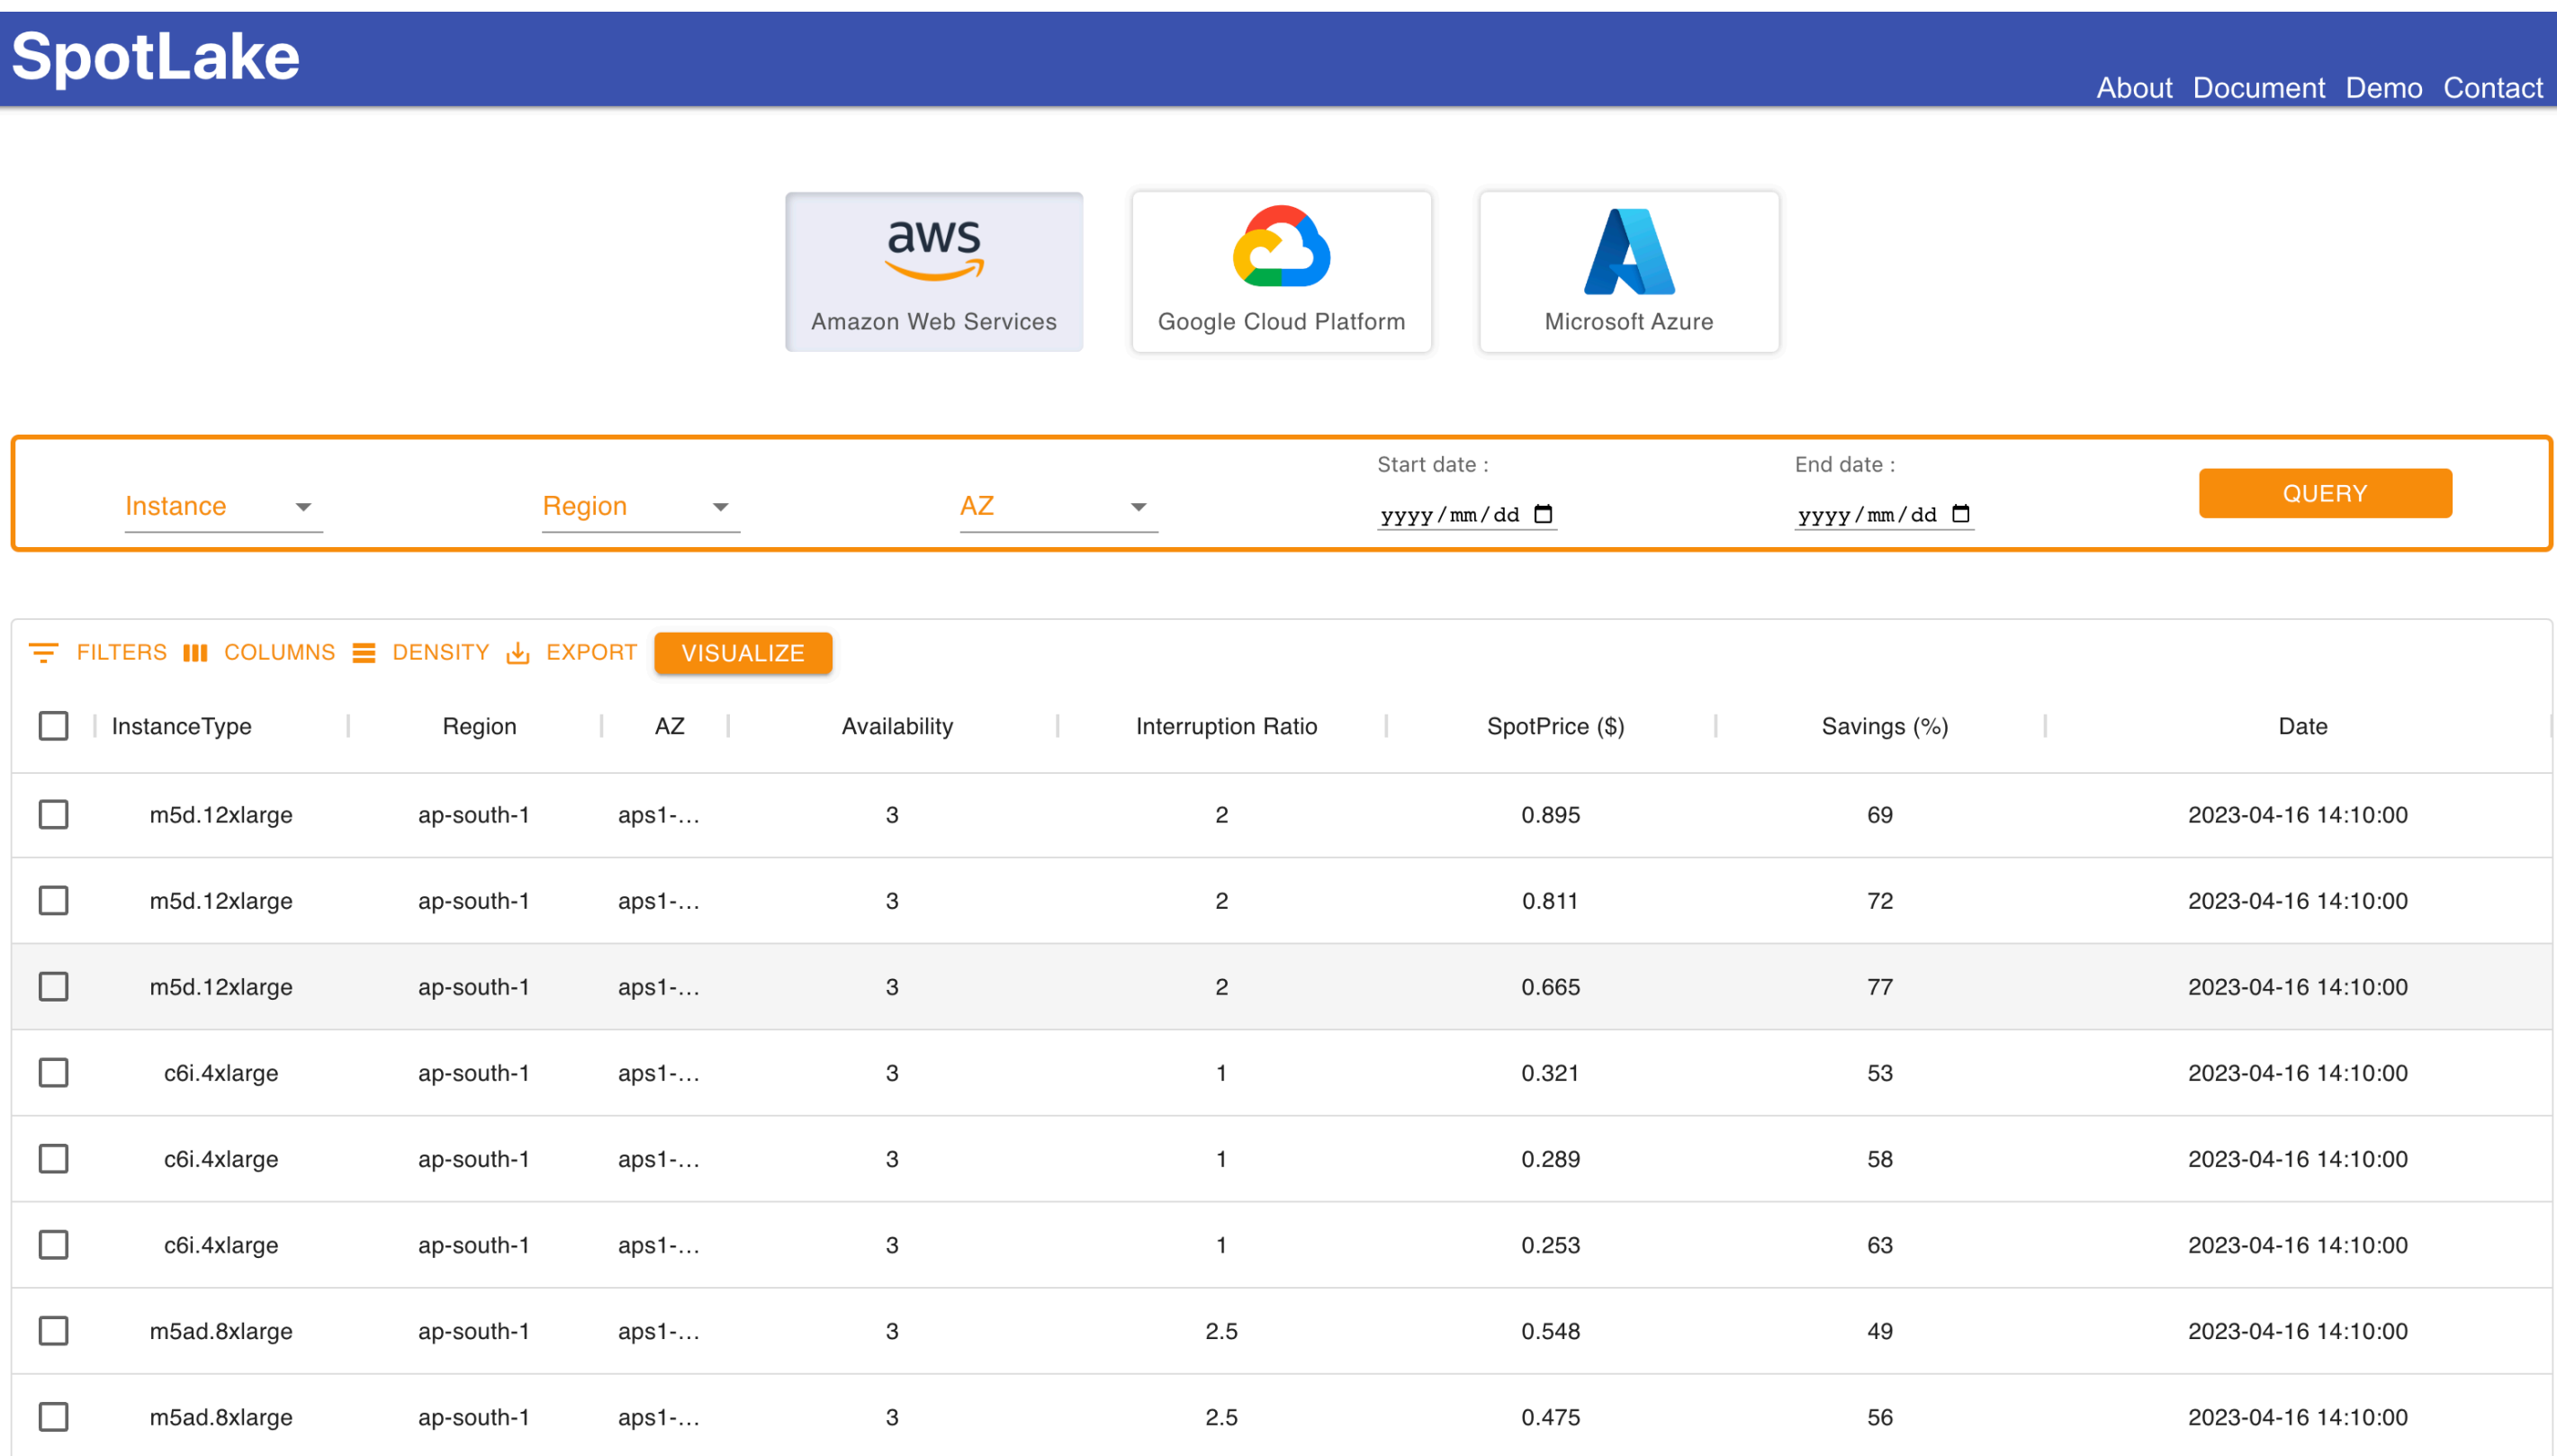 SpotLake
About Document Demo Contact
aws
Amazon Web Services
Google Cloud Platform
Microsoft Azure
Instance
Region
AZ
Start date :
yyyy/mm/dd
End date :
yyyy/mm/dd
QUERY
FILTERS COLUMNS DENSITY EXPORT VISUALIZE
InstanceType Region AZ Availability Interruption Ratio SpotPrice ($) Savings (%) Date
m5d.12xlarge ap-south-1 aps1-... 3 2 0.895 69 2023-04-16 14:10:00
m5d.12xlarge ap-south-1 aps1-... 3 2 0.811 72 2023-04-16 14:10:00
m5d.12xlarge ap-south-1 aps1-... 3 2 0.665 77 2023-04-16 14:10:00
c6i.4xlarge ap-south-1 aps1-... 3 1 0.321 53 2023-04-16 14:10:00
c6i.4xlarge ap-south-1 aps1-... 3 1 0.289 58 2023-04-16 14:10:00
c6i.4xlarge ap-south-1 aps1-... 3 1 0.253 63 2023-04-16 14:10:00
m5ad.8xlarge ap-south-1 aps1-... 3 2.5 0.548 49 2023-04-16 14:10:00
m5ad.8xlarge ap-south-1 aps1-... 3 2.5 0.475 56 2023-04-16 14:10:00